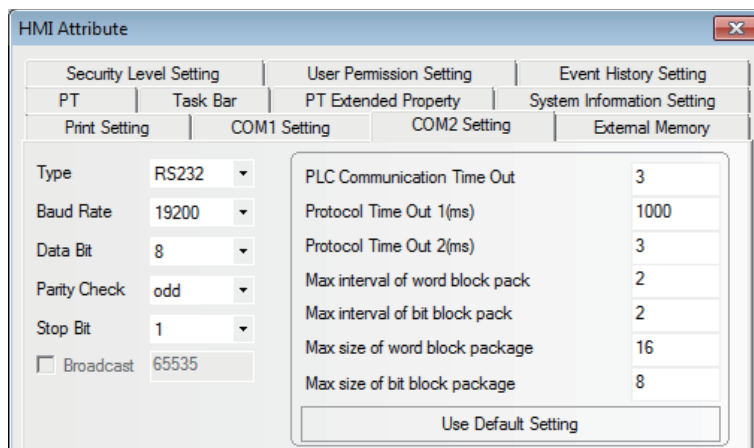 HMI Attribute
Security Level Setting User Permission Setting Event History Setting
PT Task Bar PT Extended Property System Information Setting
Print Setting COM1 Setting COM2 Setting External Memory
Type RS232
Baud Rate 19200
Data Bit 8
Parity Check odd
Stop Bit 1
Broadcast 65535
PLC Communication Time Out 3
Protocol Time Out 1(ms) 1000
Protocol Time Out 2(ms) 3
Max interval of word block pack 2
Max interval of bit block pack 2
Max size of word block package 16
Max size of bit block package 8
Use Default Setting